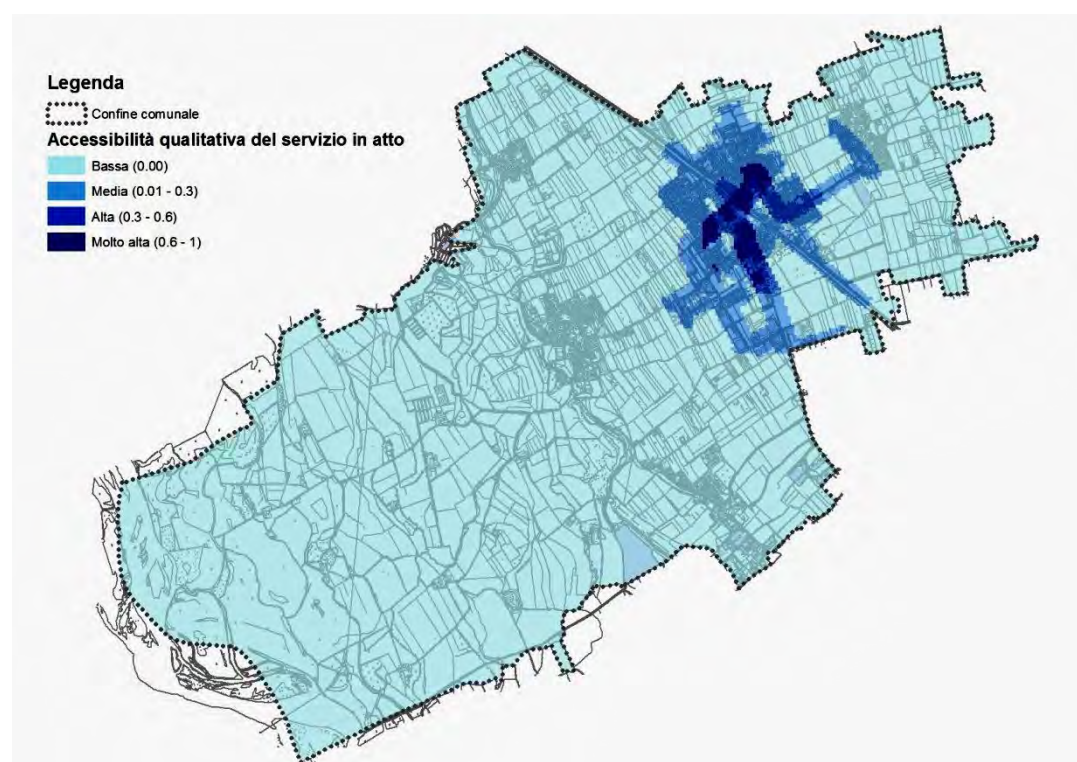 Legenda
Confine comunale
Accessibilità qualitativa del servizio in atto
Bassa (0.00)
Media (0.01 - 0.3)
Alta (0.3 - 0.6)
Molto alta (0.6 - 1)